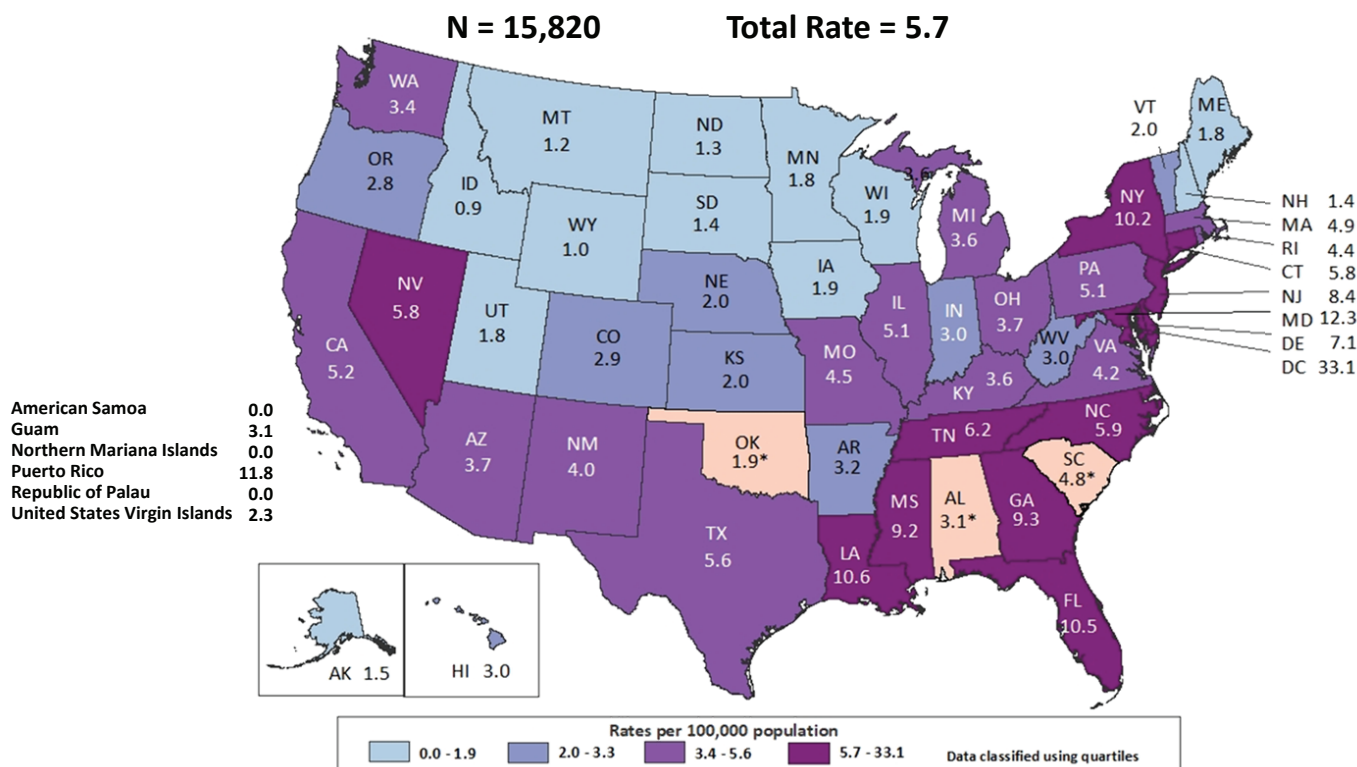 N = 15,820 Total Rate = 5.7
WA
3.4
OR
2.8
ID
0.9
MT
1.2
WY
1.0
ND
1.3
SD
1.4
MN
1.8
WI
1.9
MI
3.6
3.6
VT
2.0
ME
1.8
NY
10.2
NH 1.4
MA 4.9
RI 4.4
CT 5.8
NJ 8.4
MD 12.3
DE 7.1
DC 33.1
CA
5.2
NV
5.8
UT
1.8
CO
2.9
NE
2.0
KS
2.0
IA
1.9
MO
4.5
IL
5.1
IN
3.0
OH
3.7
PA
5.1
WV
3.0
VA
4.2
KY 3.6
TN 6.2
NC
5.9
AZ
3.7
NM
4.0
OK
1.9*
AR
3.2
TX
5.6
LA
10.6
MS
9.2
AL
3.1*
GA
9.3
SC
4.8*
FL
10.5
American Samoa 0.0
Guam 3.1
Northern Mariana Islands 0.0
Puerto Rico 11.8
Republic of Palau 0.0
United States Virgin Islands 2.3
AK 1.5
HI 3.0
Rates per 100,000 population
0.0 - 1.9 2.0 - 3.3 3.4 - 5.6 5.7 - 33.1 Data classified using quartiles